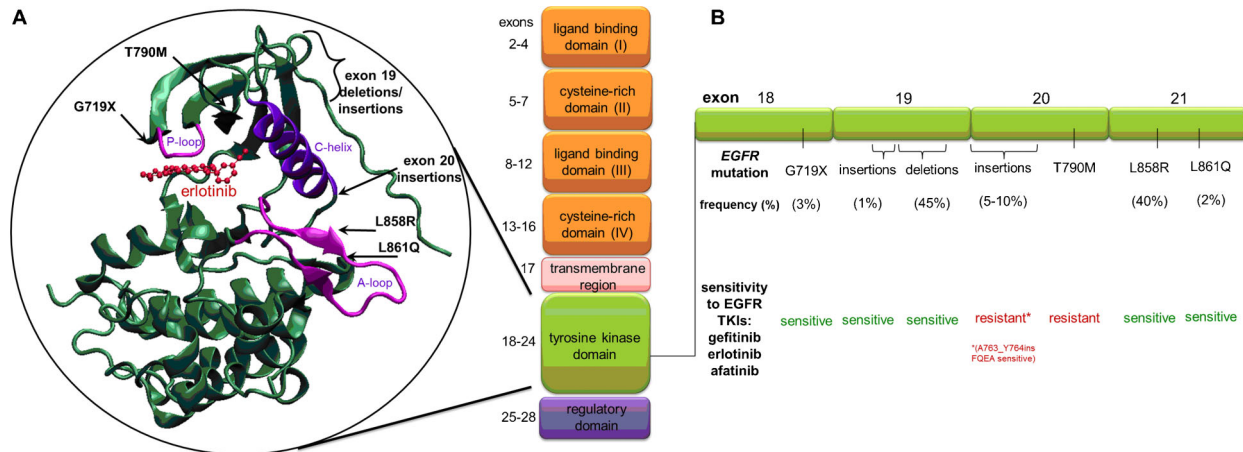 A
T790M
exon 19
deletions/
insertions
G719X
P-loop
C-helix
erlotinib
exon 20
insertions
L858R
L861Q
A-loop
exons
2-4
ligand binding
domain (I)
5-7
cysteine-rich
domain (II)
8-12
ligand binding
domain (III)
13-16
cysteine-rich
domain (IV)
17
transmembrane
region
18-24
tyrosine kinase
domain
25-28
regulatory
domain
B
exon 18 19 20 21
EGFR
mutation
G719X insertions deletions insertions T790M L858R L861Q
frequency (%) (3%) (1%) (45%) (5-10%) (40%) (2%)
sensitivity
to EGFR
TKIs:
gefitinib
erlotinib
afatinib
sensitive sensitive sensitive resistant* resistant sensitive sensitive
*(A763_Y764ins
FQEA sensitive)